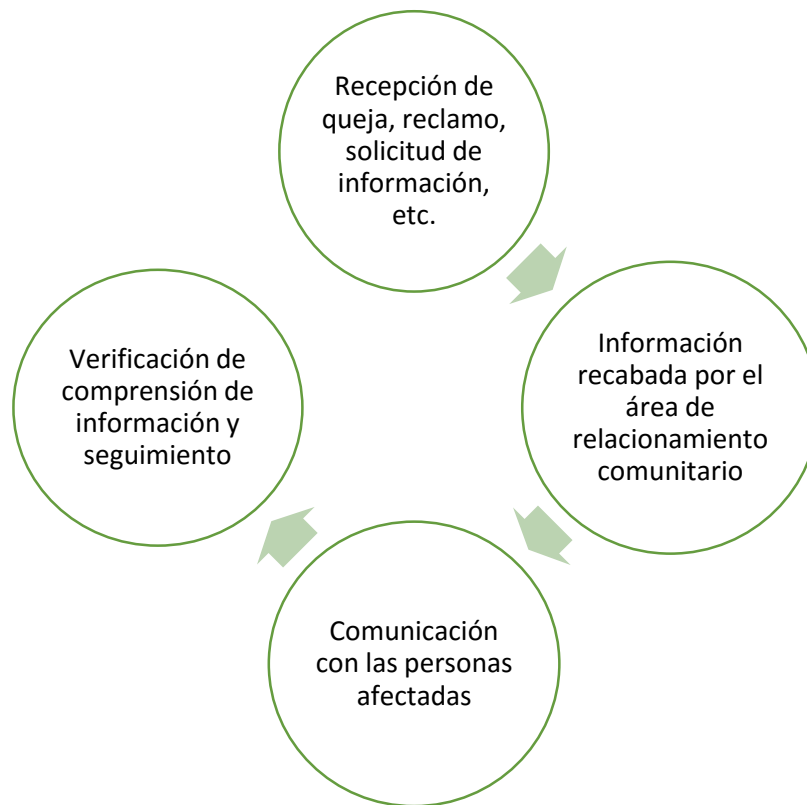 Recepción de
queja, reclamo,
solicitud de
información,
etc.
Información
recabada por el
área de
relacionamiento
comunitario
Comunicación
con las personas
afectadas
Verificación de
comprensión de
información y
seguimiento